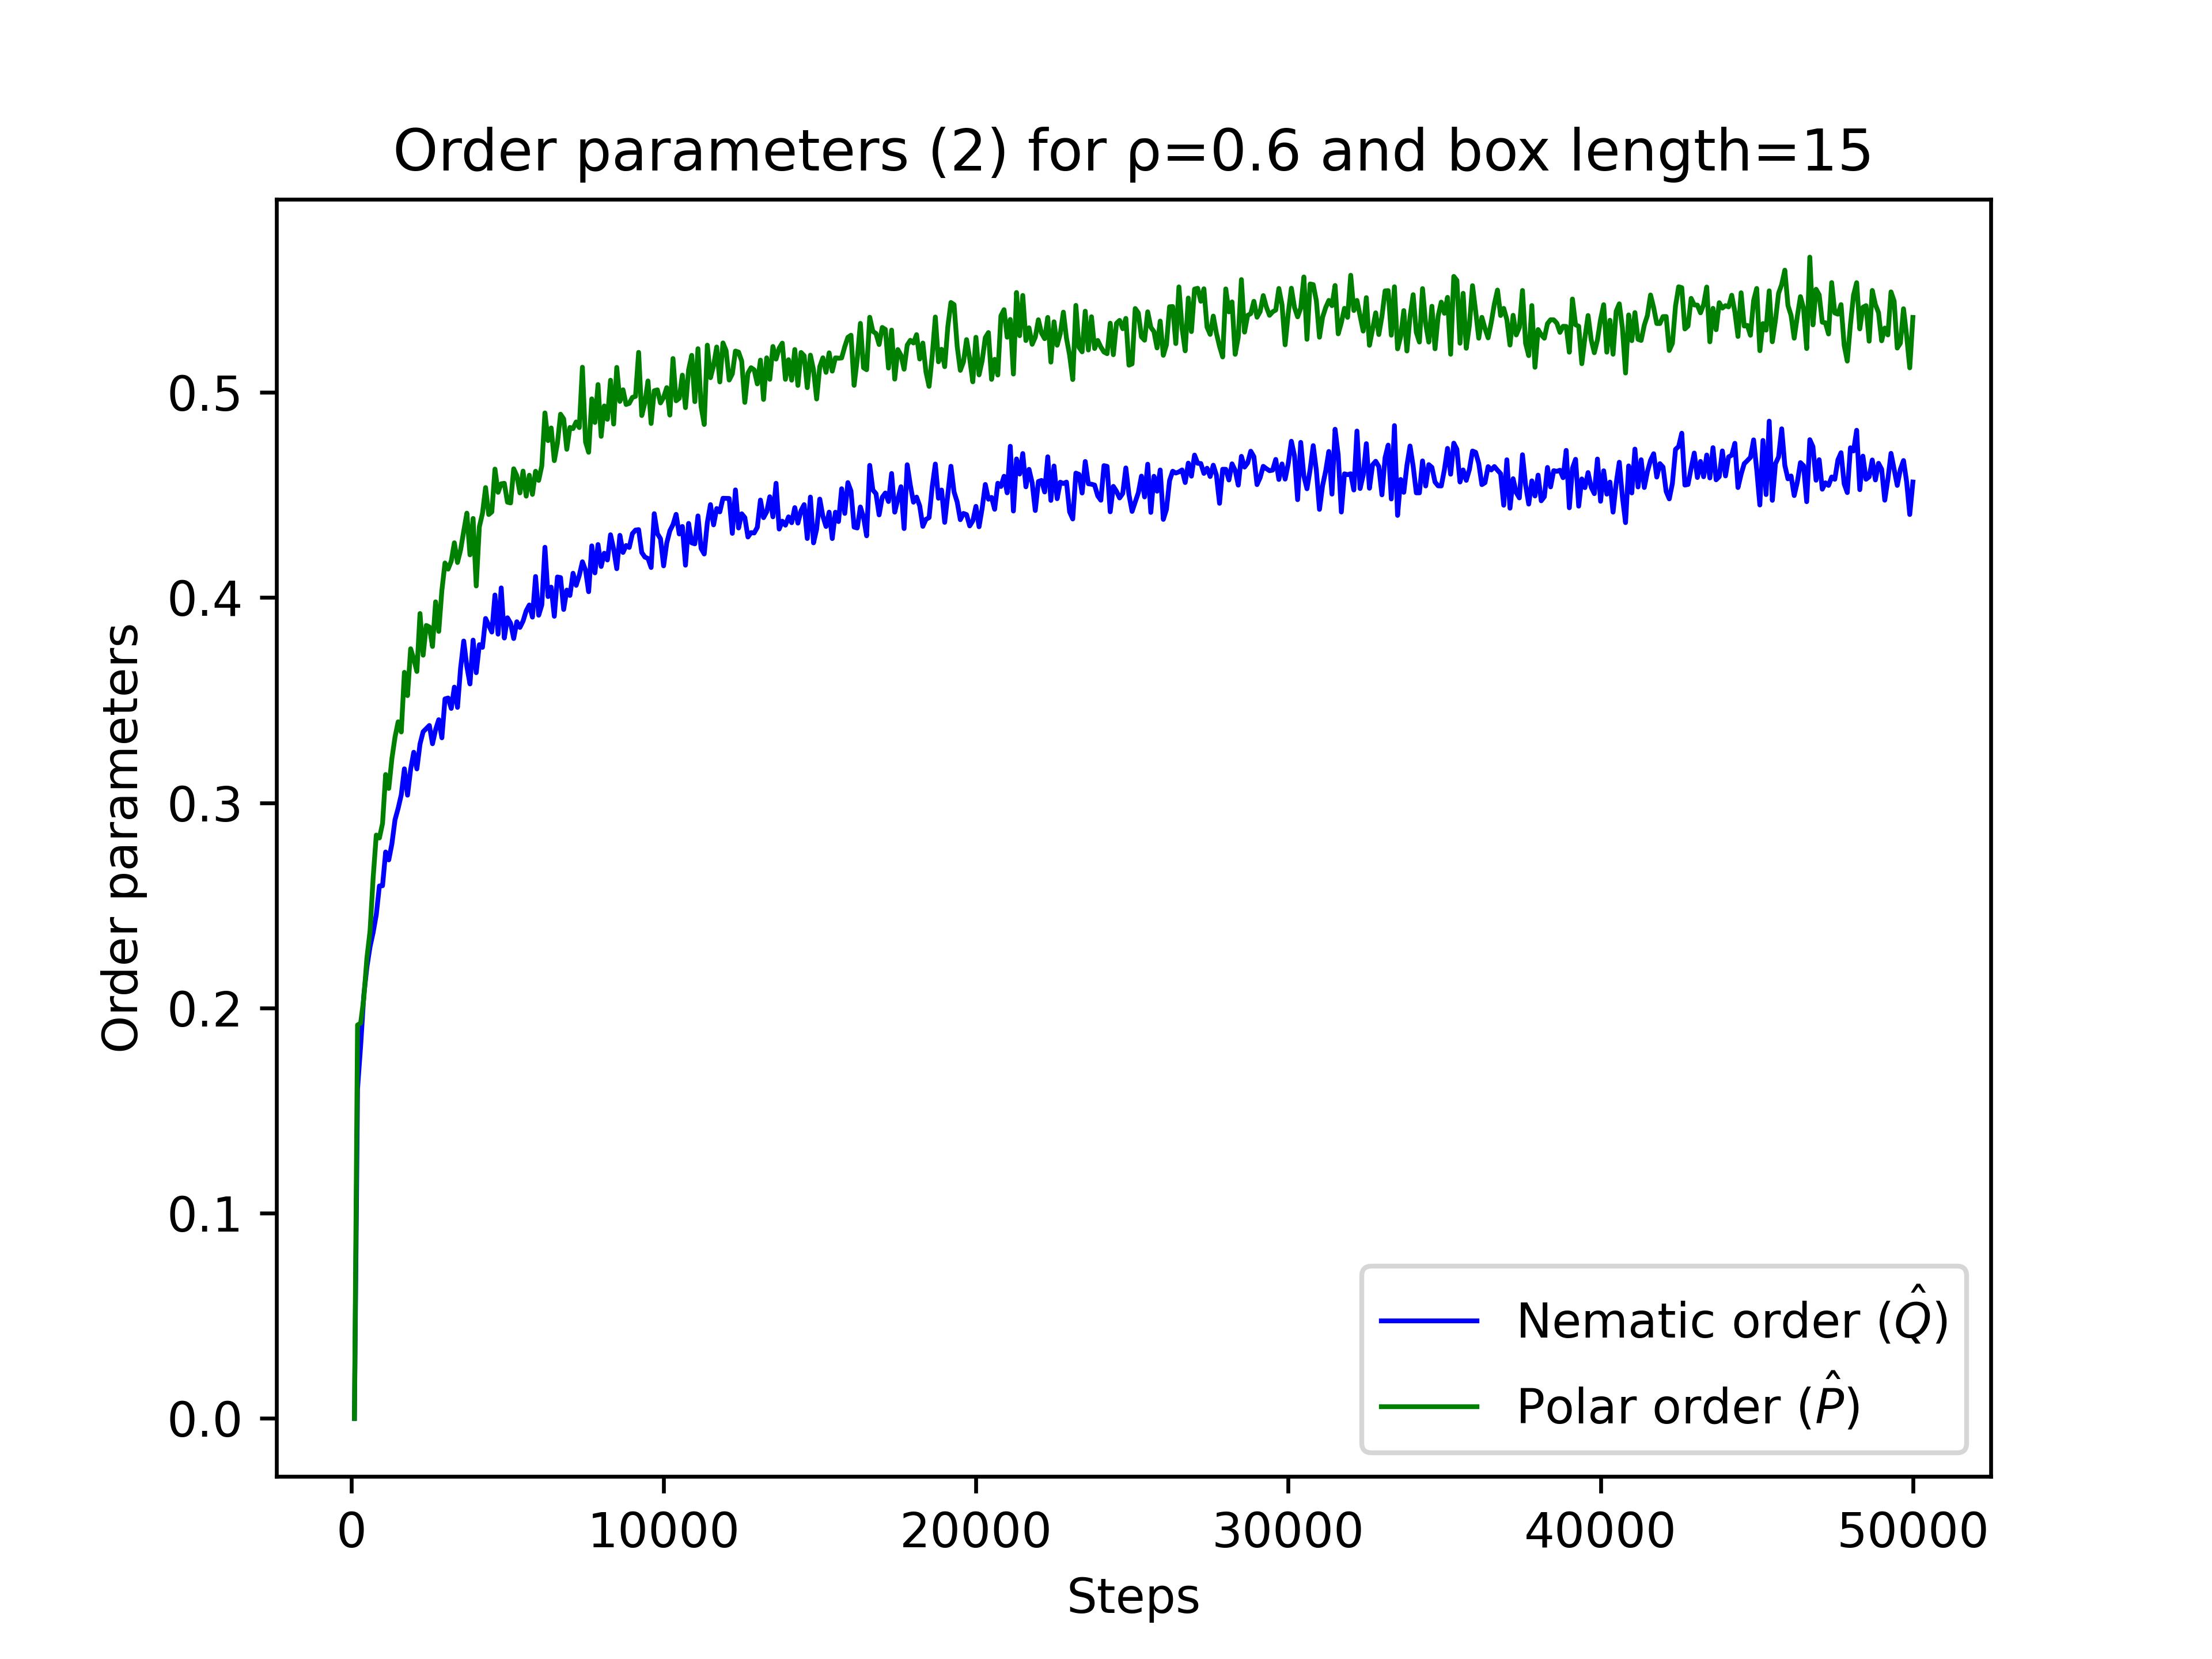 Order parameters (2) for ρ=0.6 and box length=15
Order parameters
0.5
0.4
0.3
0.2
0.1
0.0
Nematic order (Q̂)
Polar order (P̂)
0 10000 20000 30000 40000 50000
Steps